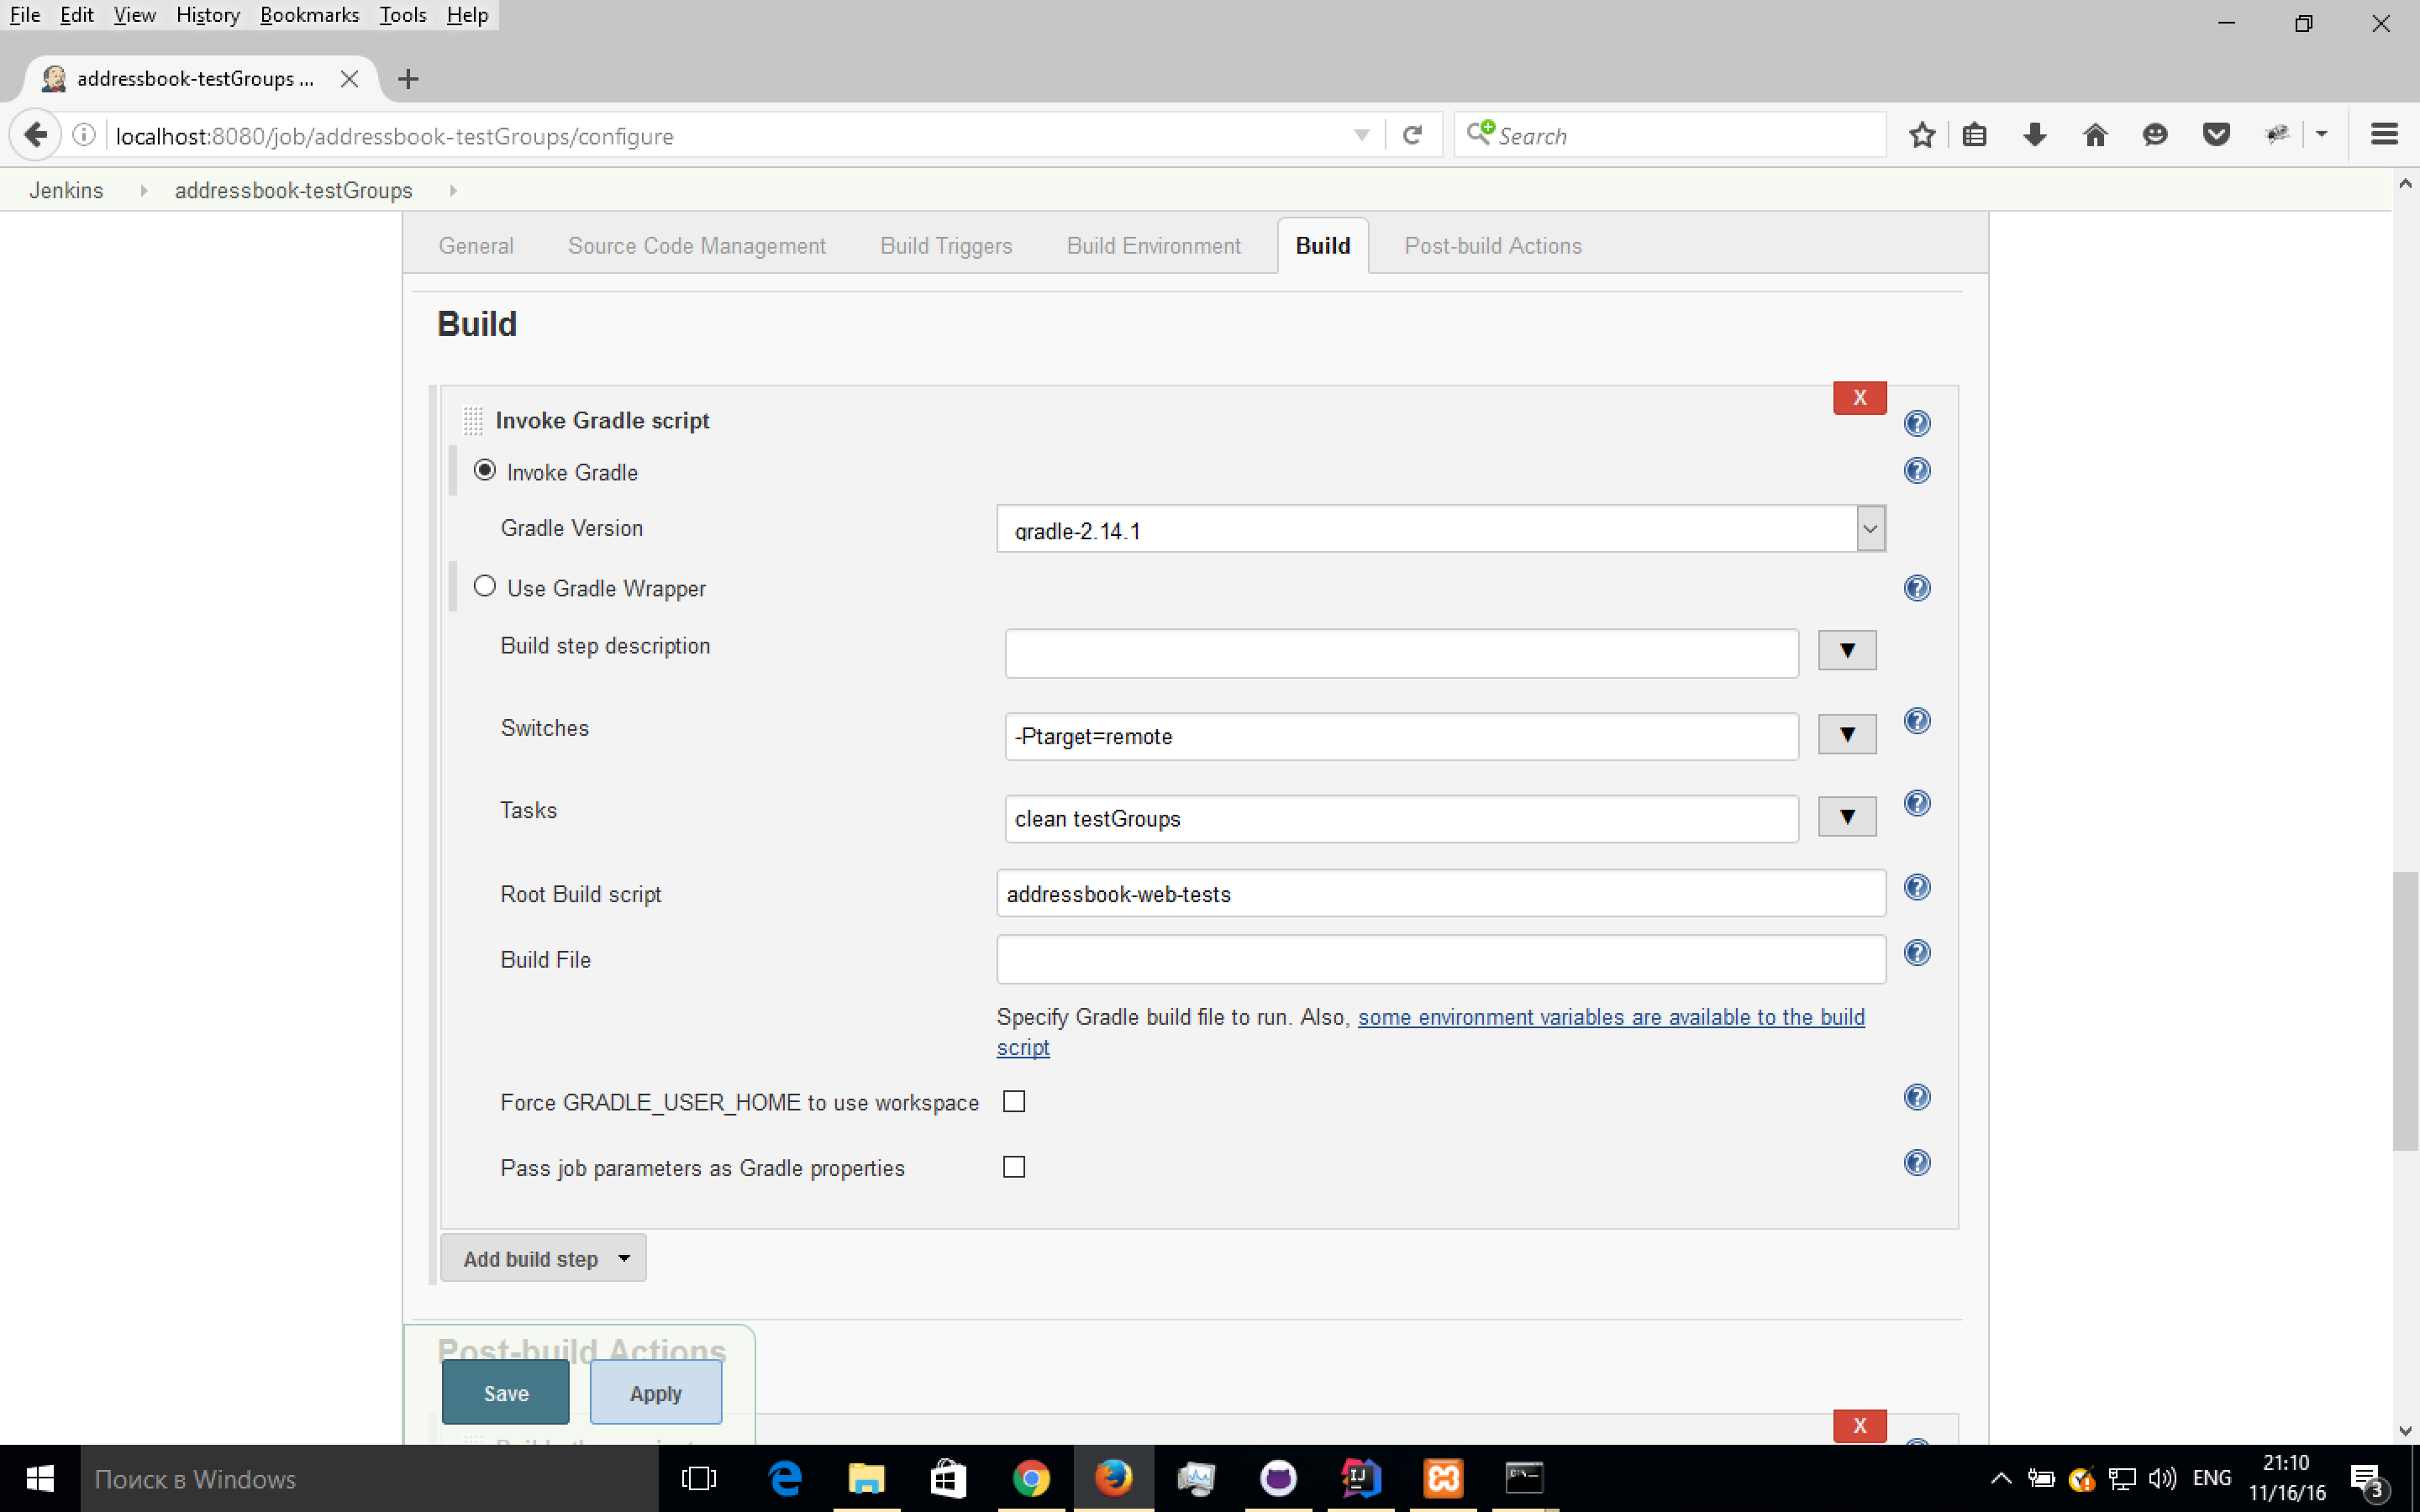 File Edit View History Bookmarks Tools Help
addressbook-testGroups ...
localhost:8080/job/addressbook-testGroups/configure
Search
Jenkins addressbook-testGroups
General Source Code Management Build Triggers Build Environment Build Post-build Actions
Build
X
Invoke Gradle script
Invoke Gradle
Gradle Version gradle-2.14.1
Use Gradle Wrapper
Build step description
Switches -Ptarget=remote
Tasks clean testGroups
Root Build script addressbook-web-tests
Build File
Specify Gradle build file to run. Also, some environment variables are available to the build
script
Force GRADLE_USER_HOME to use workspace
Pass job parameters as Gradle properties
Add build step
Post-build Actions
Save Apply
X
Поиск в Windows
ENG
21:10
11/16/16
3